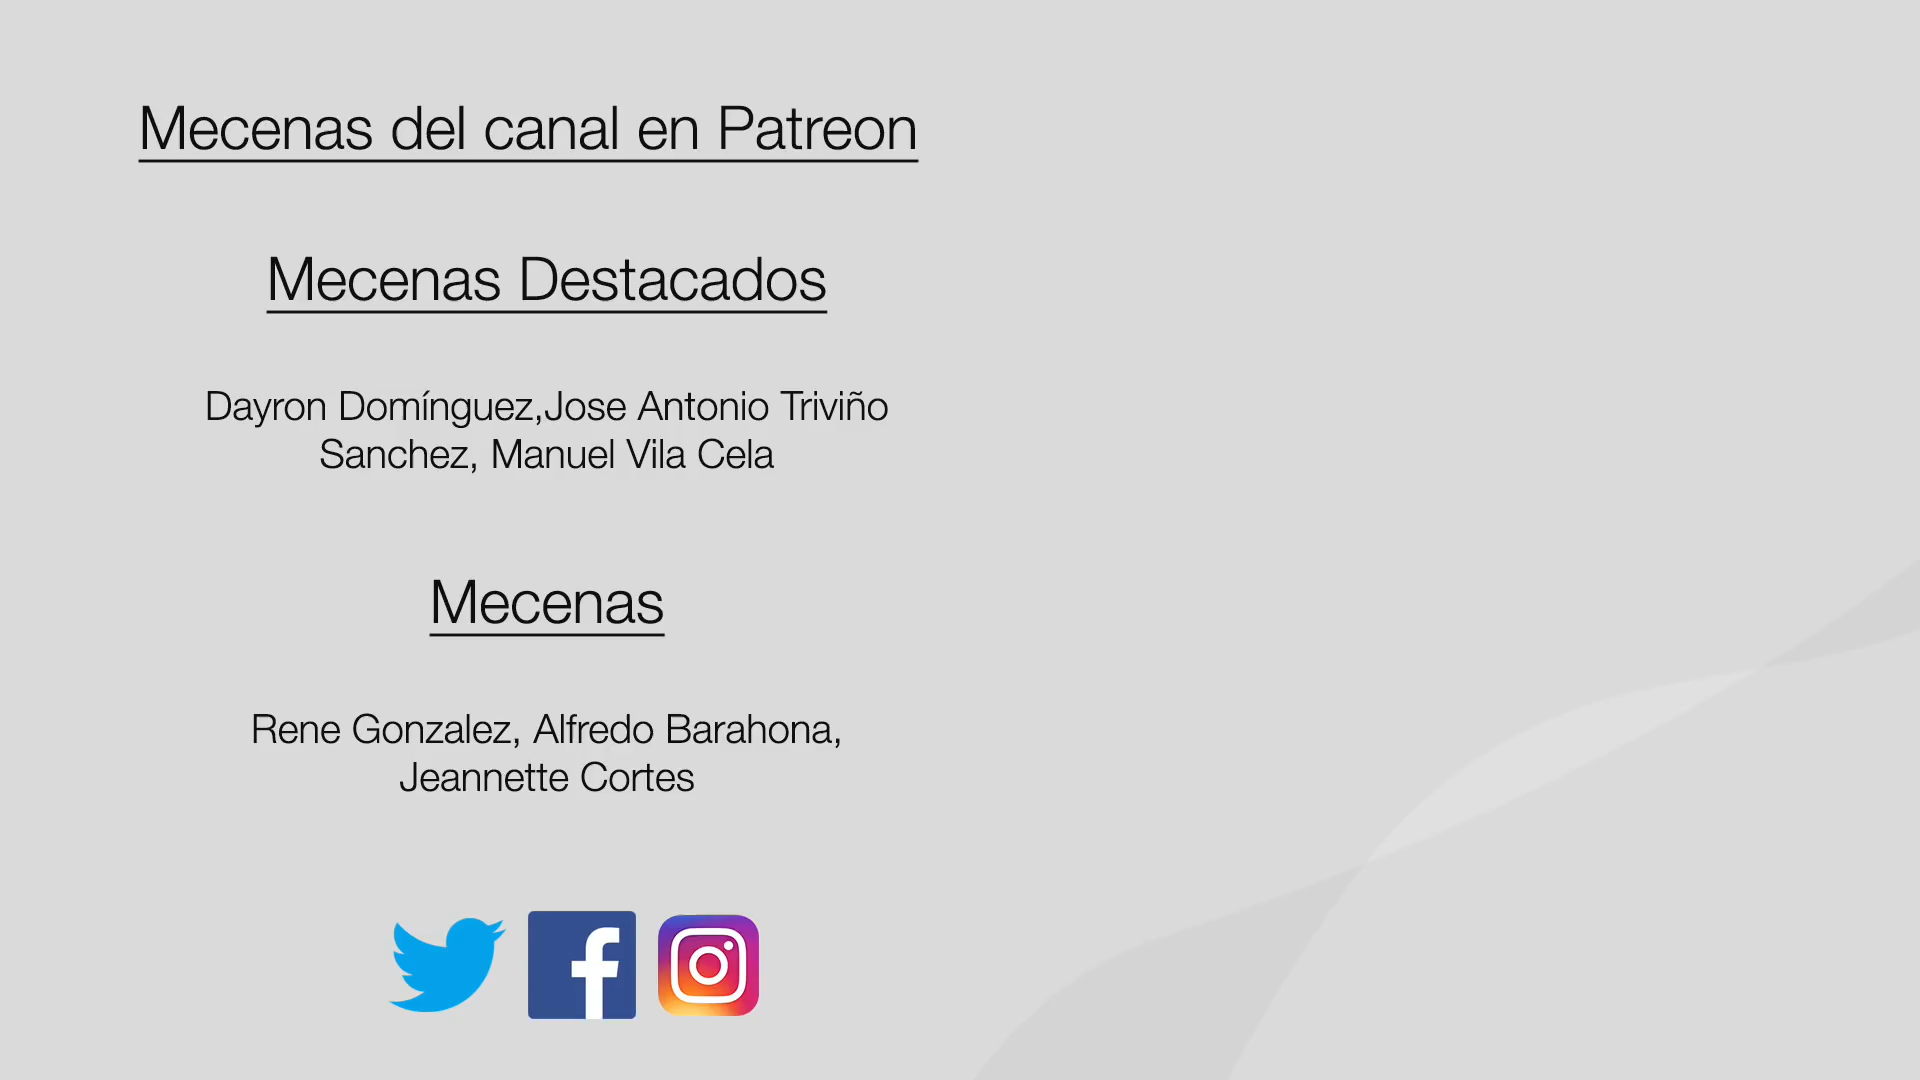 Mecenas del canal en Patreon
Mecenas Destacados
Dayron Domínguez,Jose Antonio Triviño
Sanchez, Manuel Vila Cela
Mecenas
Rene Gonzalez, Alfredo Barahona,
Jeannette Cortes